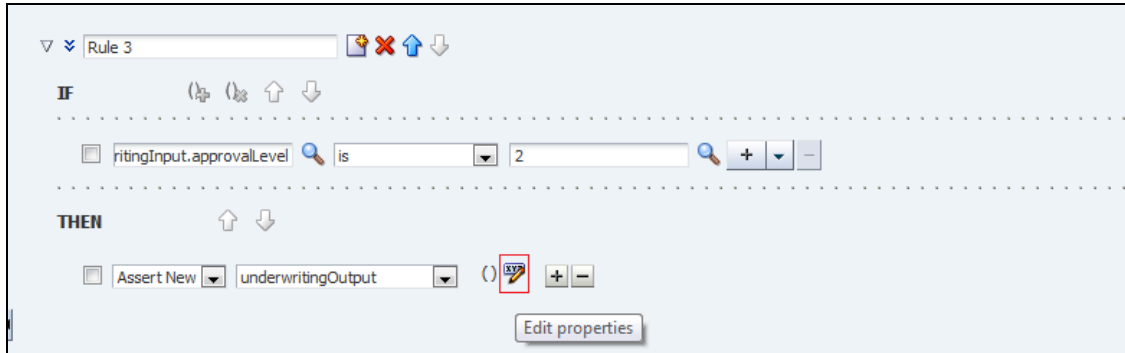 Rule 3
IF
ritingInput.approvalLevel is 2
THEN
Assert New underwritingOutput ()
Edit properties